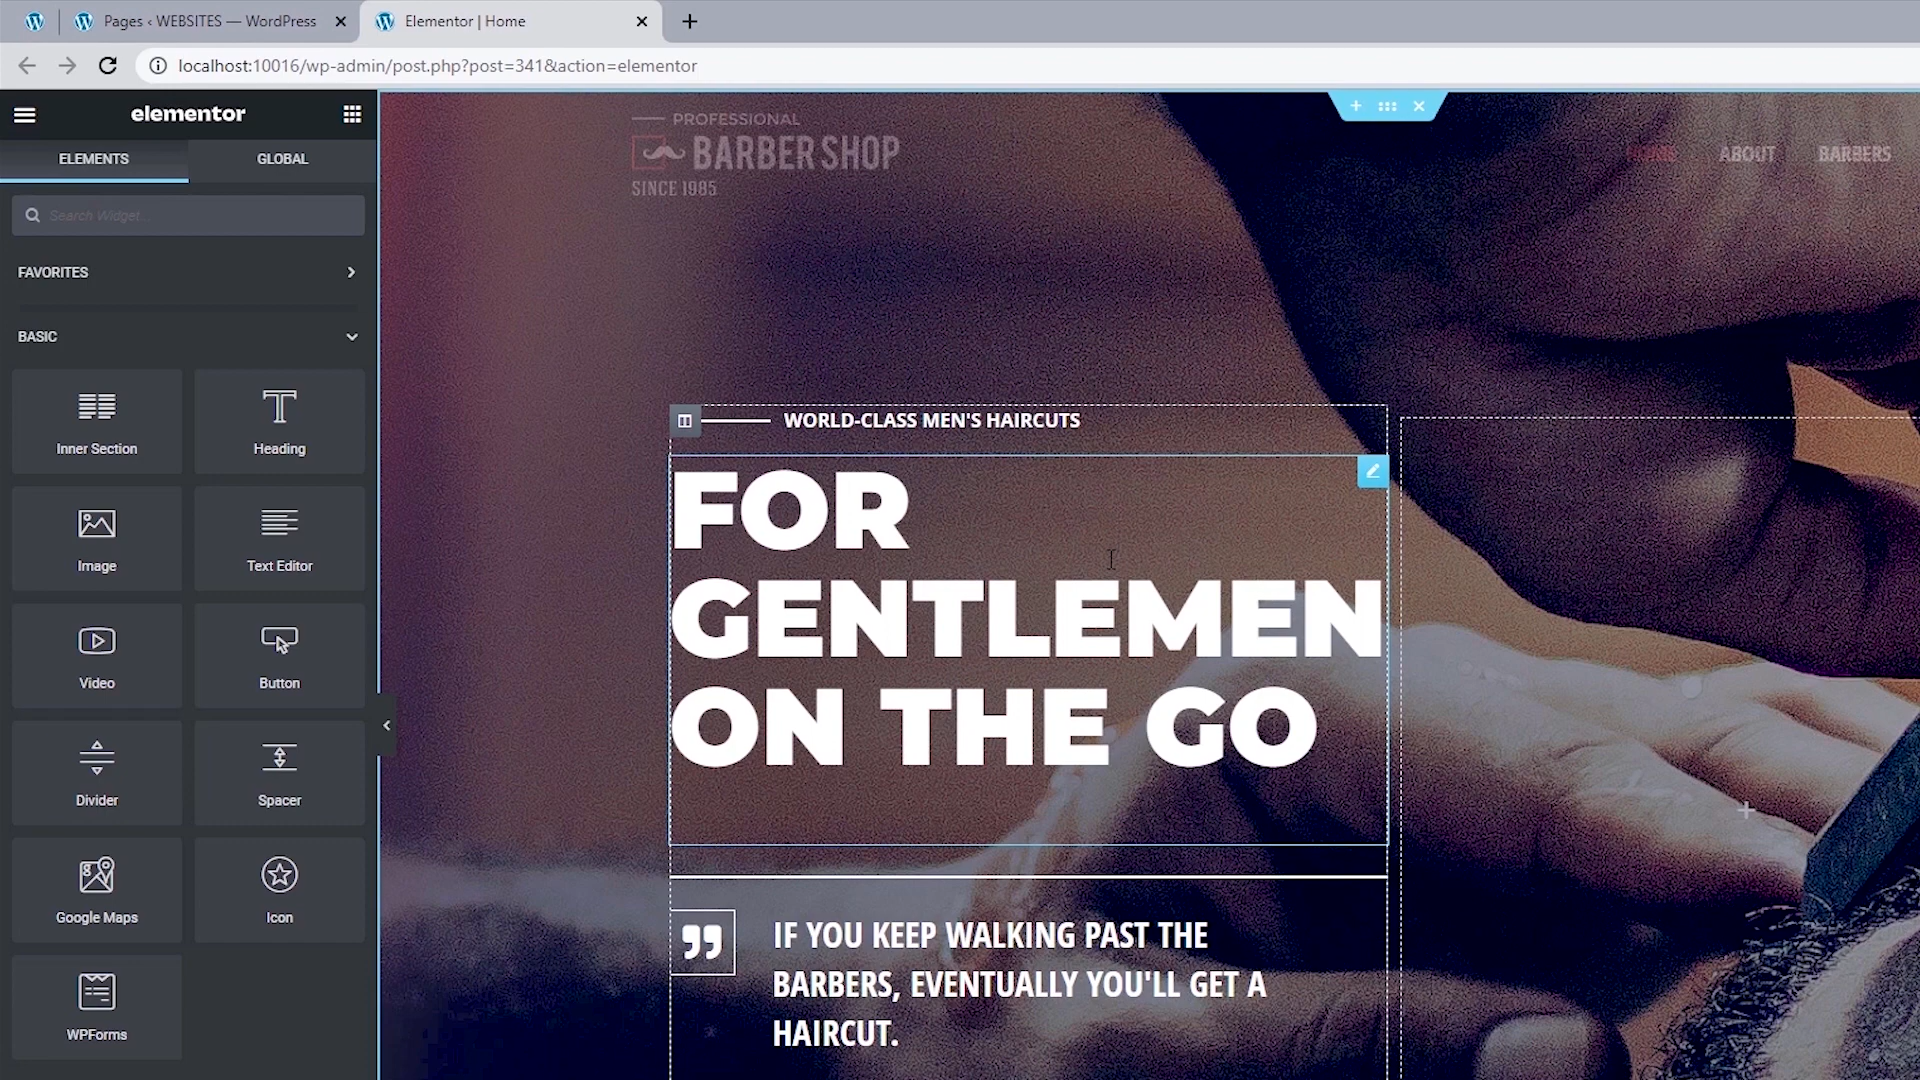 Pages ‹ WEBSITES — WordPress
Elementor | Home
localhost:10016/wp-admin/post.php?post=341&action=elementor
elementor
ELEMENTS
GLOBAL
Search Widget...
FAVORITES
BASIC
Inner Section
Heading
Image
Text Editor
Video
Button
Divider
Spacer
Google Maps
Icon
WPForms
PROFESSIONAL
BARBER SHOP
SINCE 1985
HOME
ABOUT
BARBERS
WORLD-CLASS MEN'S HAIRCUTS
FOR
GENTLEMEN
ON THE GO
IF YOU KEEP WALKING PAST THE
BARBERS, EVENTUALLY YOU'LL GET A
HAIRCUT.